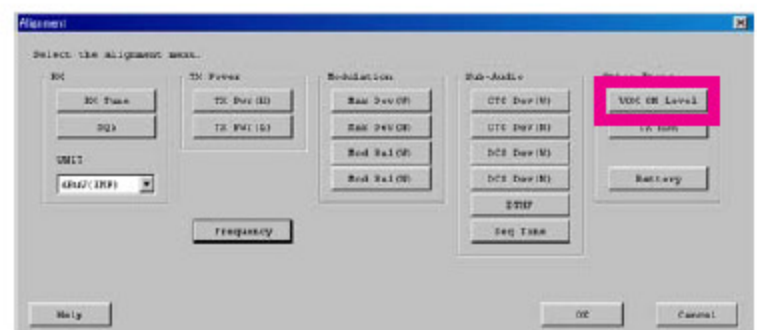 Alignment
Select the alignment menu.
RX
RX Tune
SQL
UNIT
TX Power
TX Pwr(H)
TX Pwr(L)
Modulation
Max Dev(W)
Max Dev(N)
Mod Bal(W)
Mod Bal(N)
Sub-Audio
CTC Dev(W)
CTC Dev(N)
DCS Dev(W)
DCS Dev(N)
DTMF
Seq Tone
VOX ON Level
Battery
Frequency
Help
OK
Cancel